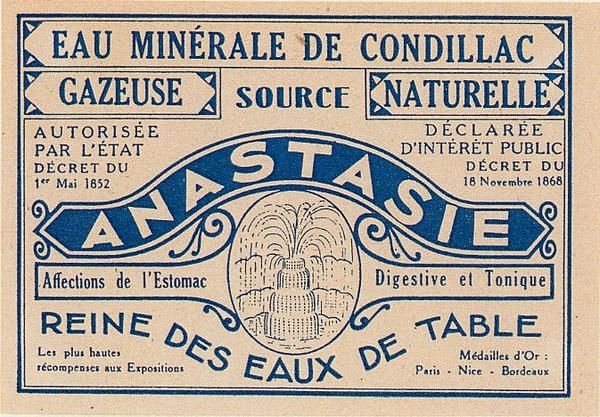 EAU MINÉRALE DE CONDILLAC
GAZEUSE SOURCE NATURELLE
AUTORISÉE
PAR L'ÉTAT
DÉCRET DU
1er Mai 1852
DÉCLARÉE
D'INTÉRÊT PUBLIC
DÉCRET DU
18 Novembre 1868
ANASTASIE
Affections de l'Estomac
Digestive et Tonique
REINE DES EAUX DE TABLE
Les plus hautes
récompenses aux Expositions
Médailles d'Or :
Paris - Nice - Bordeaux